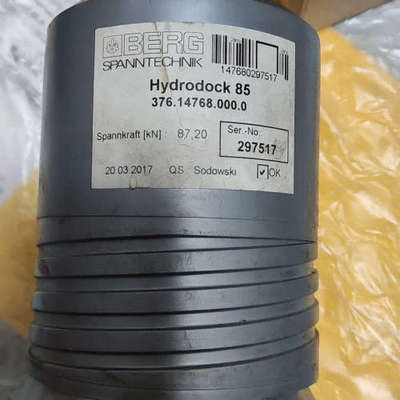 BERG
SPANNTECHNIK
147680297517
Hydrodock 85
376.14768.000.0
Spannkraft [kN] : 87,20
Ser.-No.
297517
20 03.2017 QS Sodowski OK